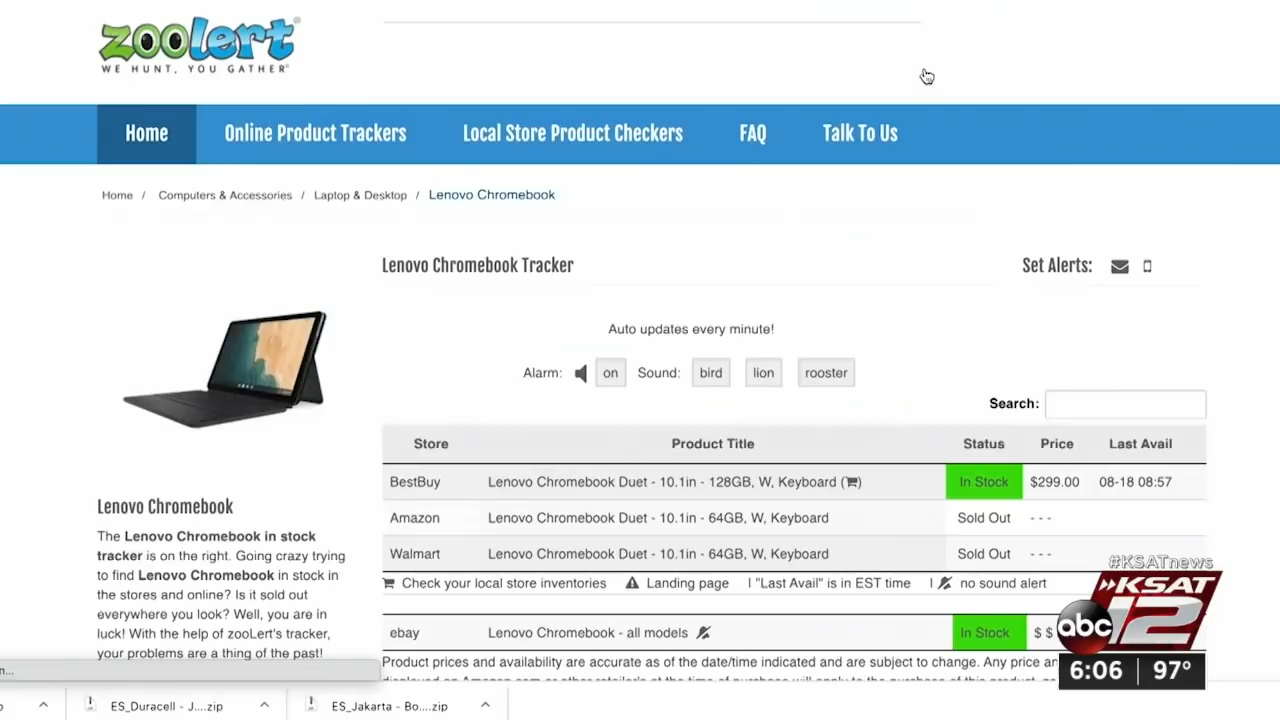 zoolert
WE HUNT, YOU GATHER
Home Online Product Trackers Local Store Product Checkers FAQ Talk To Us
Home / Computers & Accessories / Laptop & Desktop / Lenovo Chromebook
Lenovo Chromebook Tracker Set Alerts:
Auto updates every minute!
Alarm: on Sound: bird lion rooster
Search:
Store Product Title Status Price Last Avail
BestBuy Lenovo Chromebook Duet - 10.1in - 128GB, W, Keyboard () In Stock $299.00 08-18 08:57
Amazon Lenovo Chromebook Duet - 10.1in - 64GB, W, Keyboard Sold Out - - -
Walmart Lenovo Chromebook Duet - 10.1in - 64GB, W, Keyboard Sold Out - - -
Check your local store inventories Landing page I "Last Avail" is in EST time I no sound alert
ebay Lenovo Chromebook - all models In Stock $ $
Product prices and availability are accurate as of the date/time indicated and are subject to change. Any price an
Lenovo Chromebook
The Lenovo Chromebook in stock
tracker is on the right. Going crazy trying
to find Lenovo Chromebook in stock in
the stores and online? Is it sold out
everywhere you look? Well, you are in
luck! With the help of zooLert's tracker,
your problems are a thing of the past!
n...
ES_Duracell - J....zip ES_Jakarta - Bo....zip
#KSATnews
KSAT
abc 12
6:06 97°